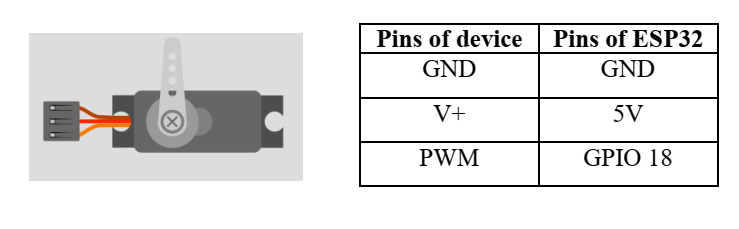 Pins of device Pins of ESP32
GND GND
V+ 5V
PWM GPIO 18